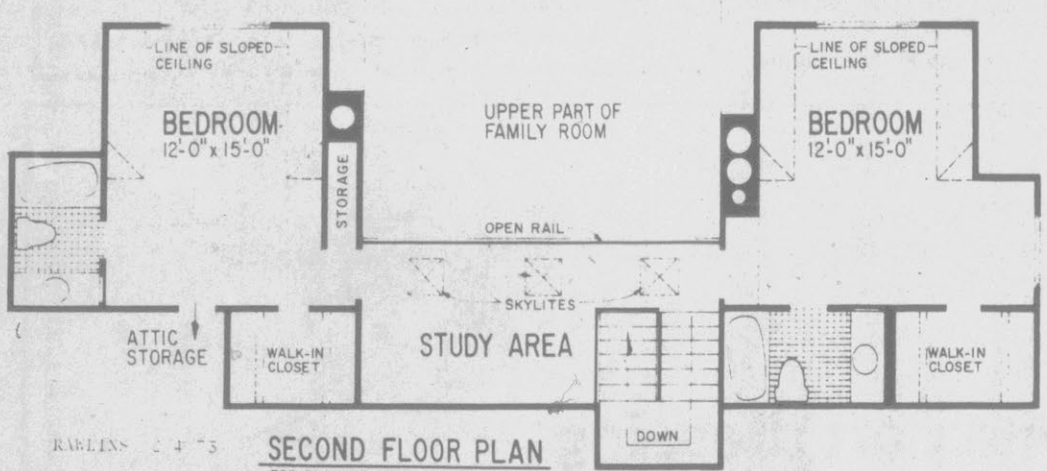 LINE OF SLOPED
CEILING
BEDROOM
12'-0" x 15'-0"
STORAGE
UPPER PART OF
FAMILY ROOM
LINE OF SLOPED
CEILING
BEDROOM
12'-0" x 15'-0"
OPEN RAIL
SKYLITES
ATTIC
STORAGE
WALK-IN
CLOSET
STUDY AREA
WALK-IN
CLOSET
DOWN
SECOND FLOOR PLAN